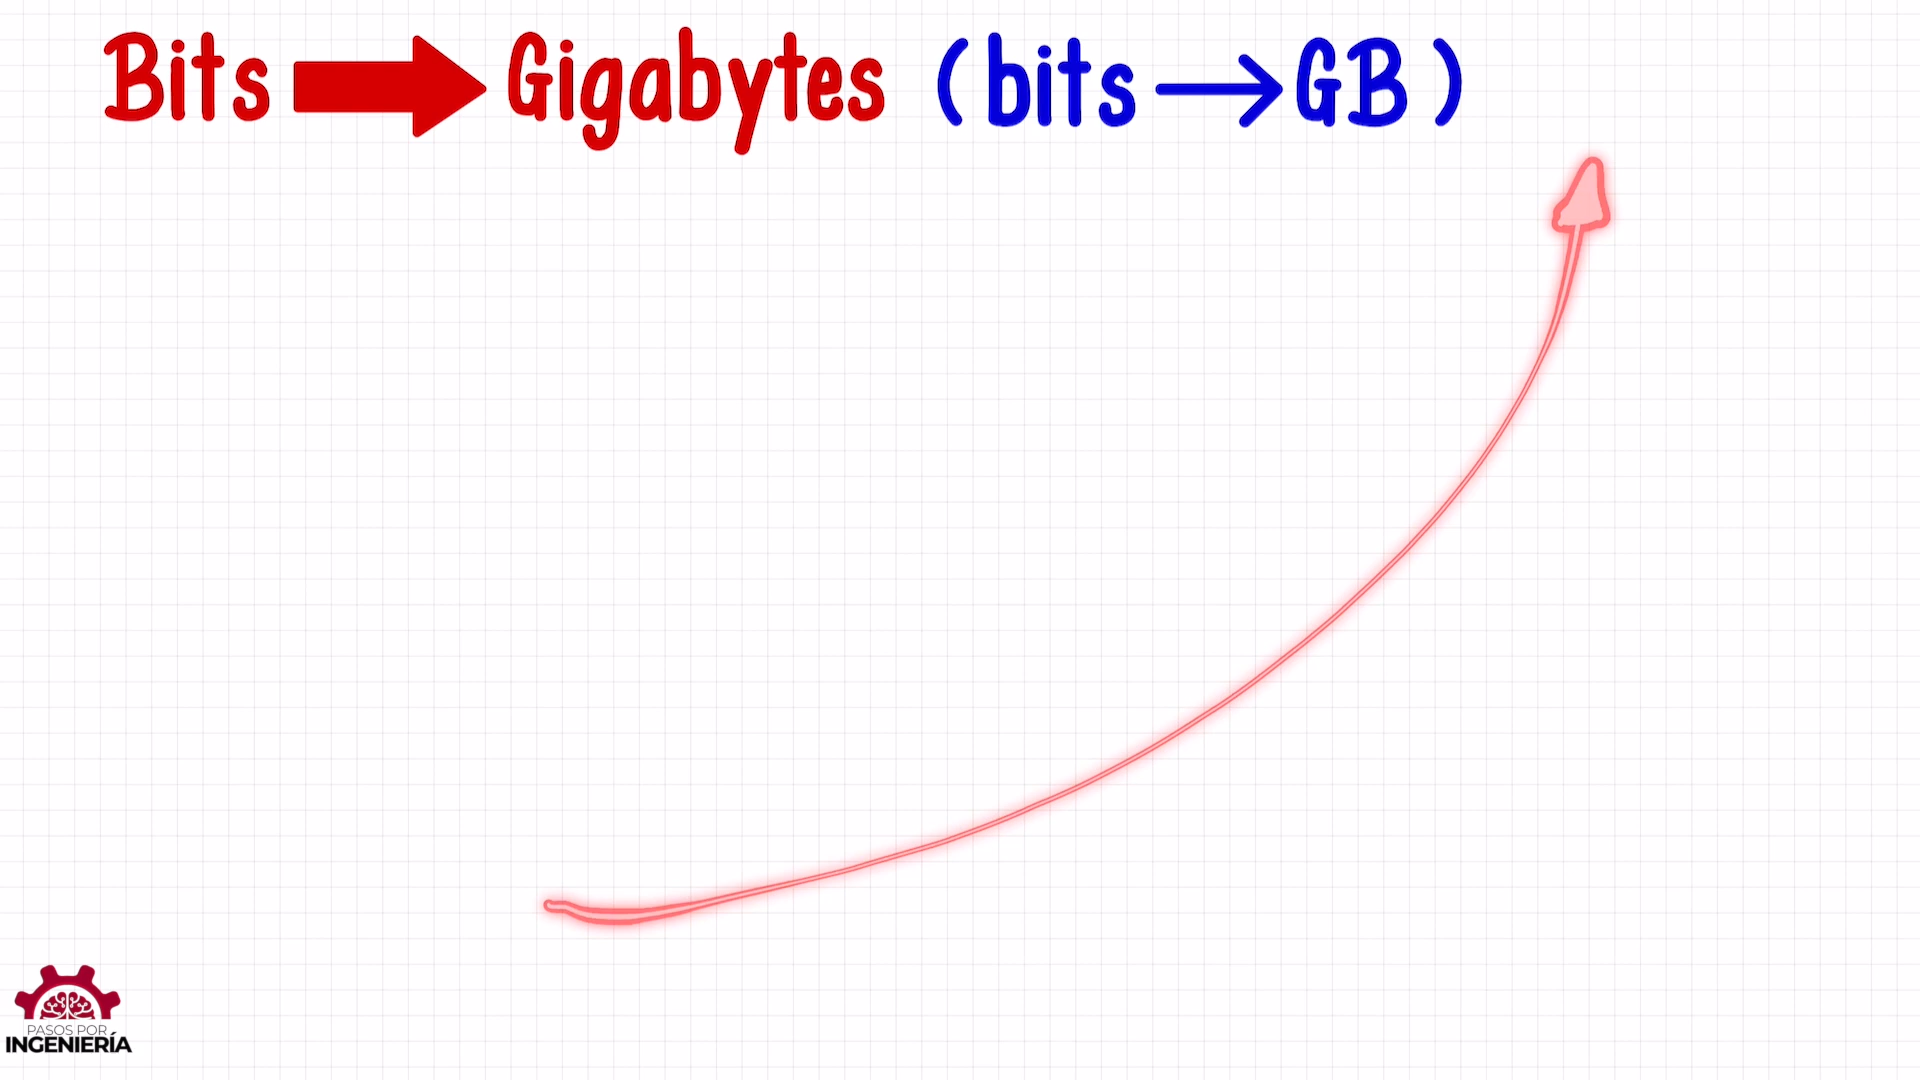 Bits → Gigabytes (bits → GB)
PASOS POR
INGENIERÍA